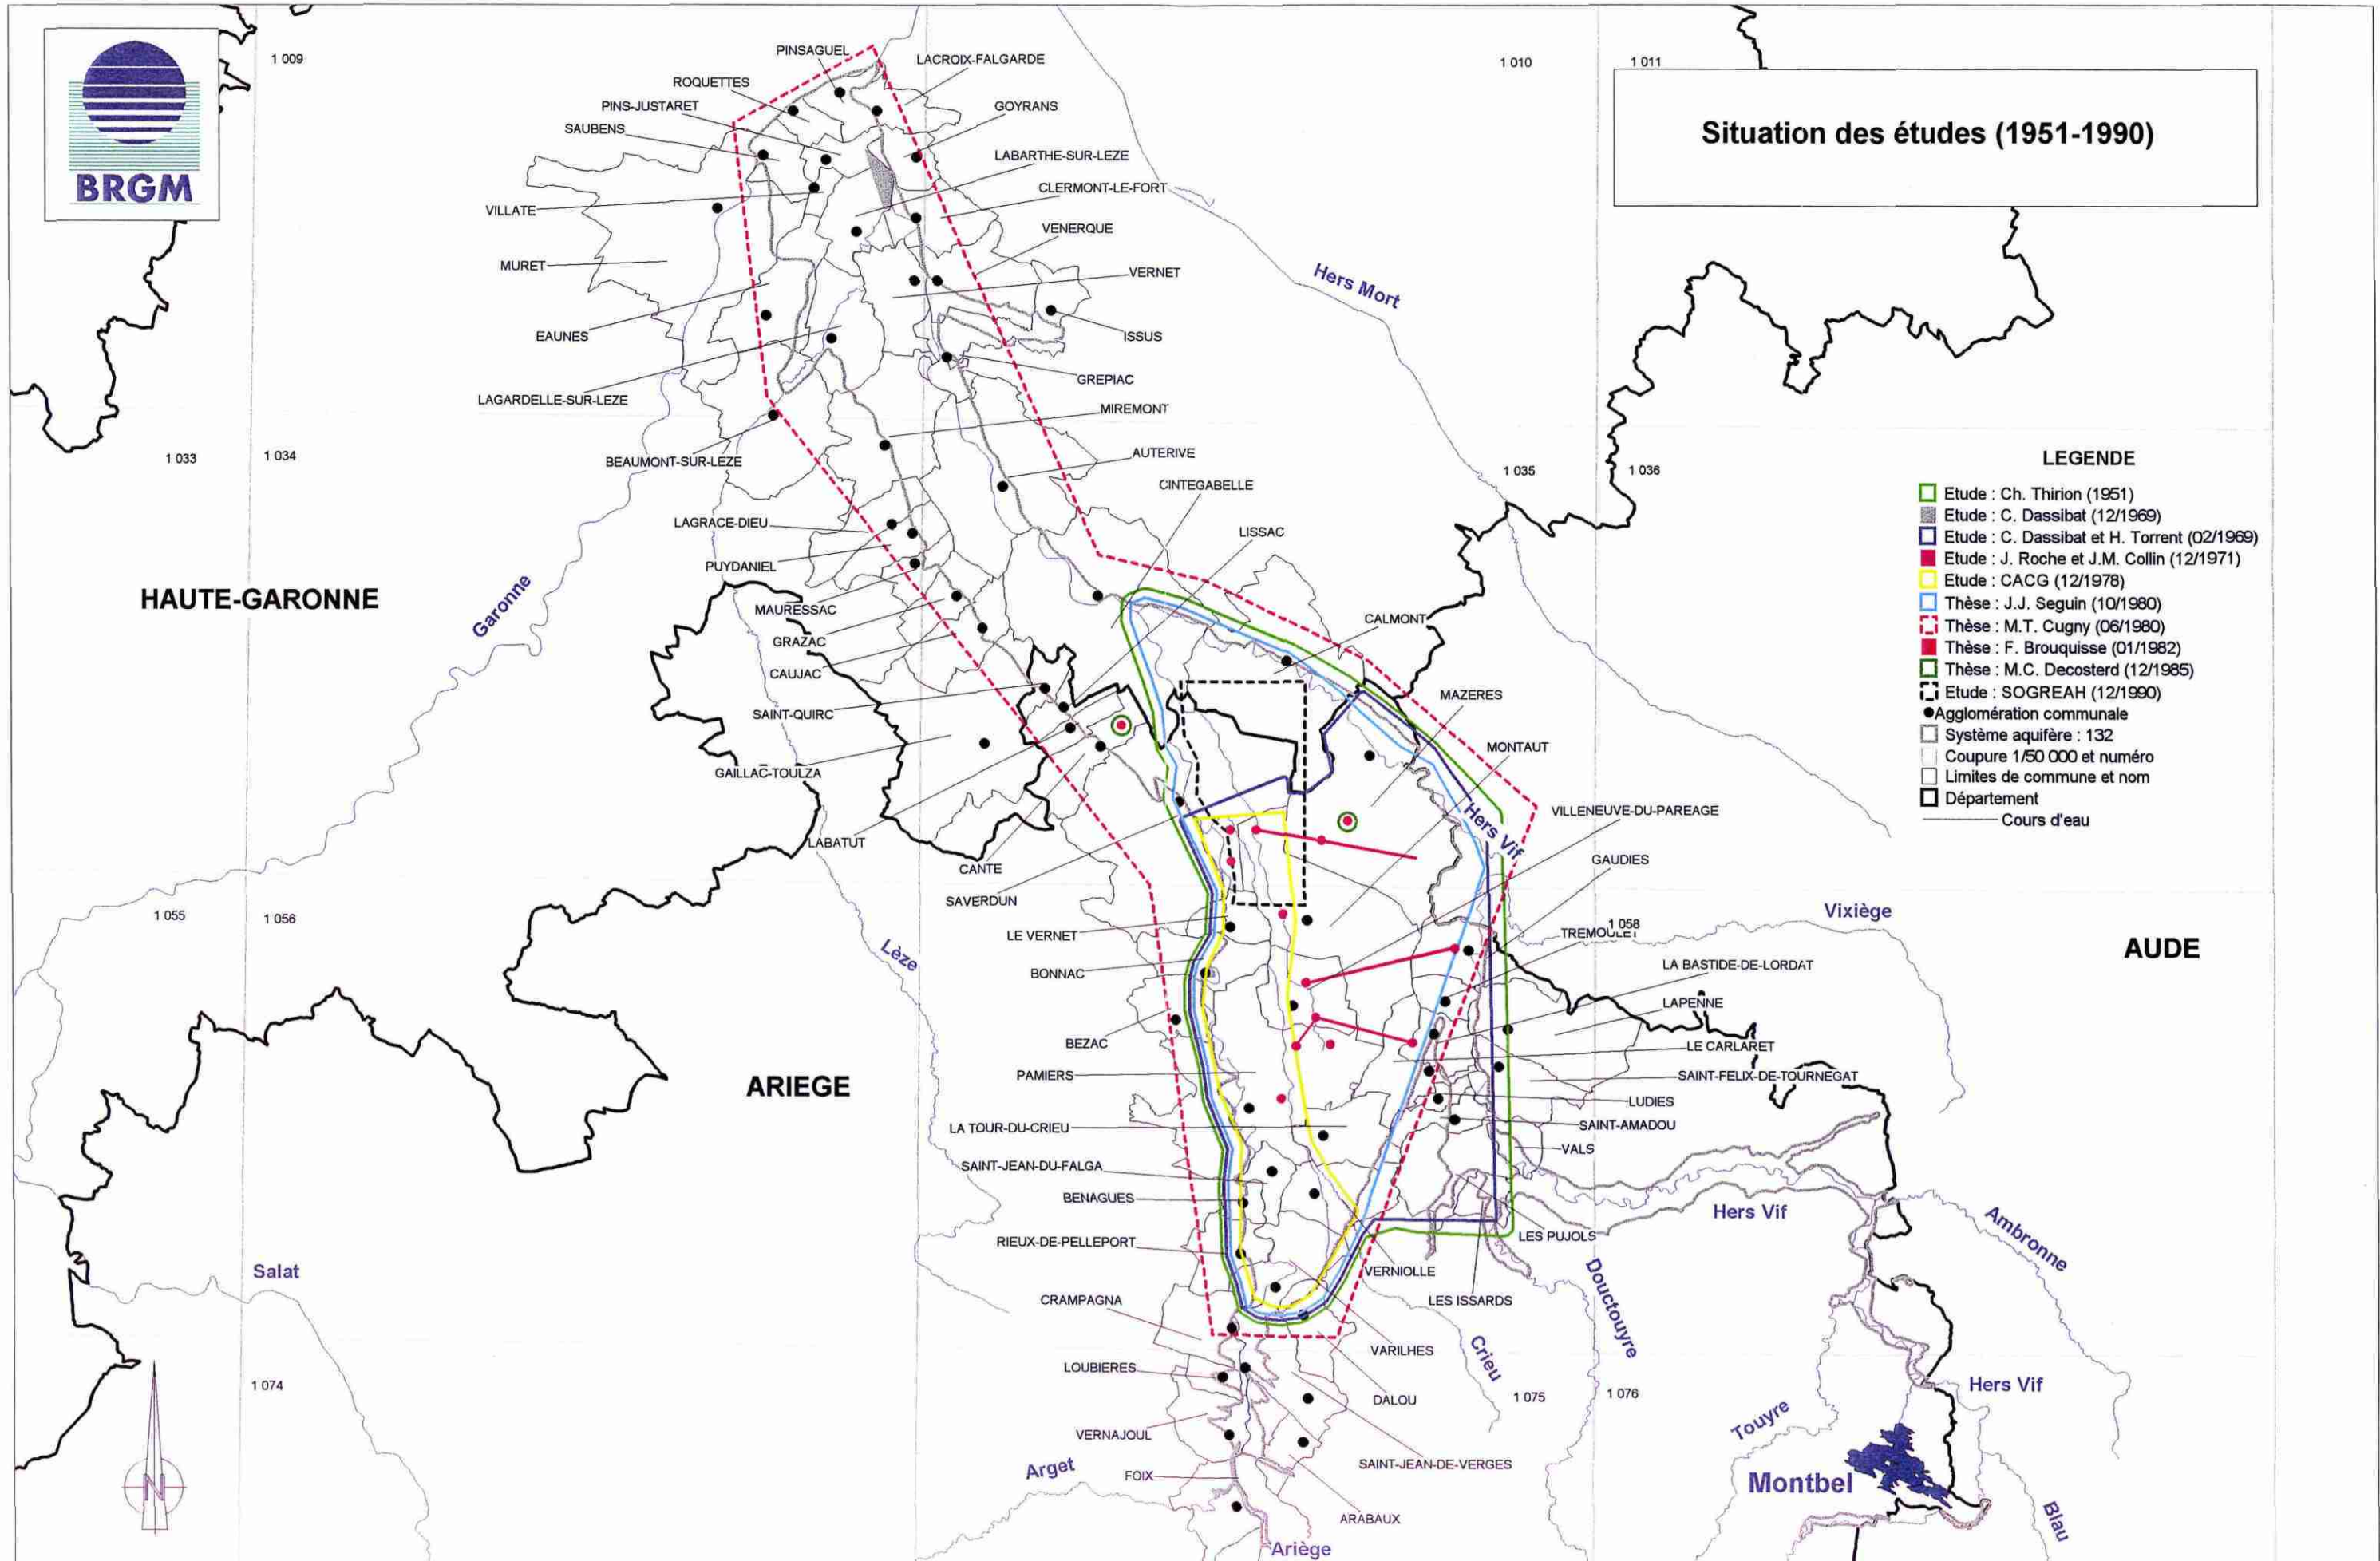 BRGM
Situation des études (1951-1990)
1 009
1 010
1 011
PINSAGUEL
LACROIX-FALGARDE
ROQUETTES
PINS-JUSTARET
GOYRANS
SAUBENS
LABARTHE-SUR-LEZE
CLERMONT-LE-FORT
VILLATE
VENERQUE
MURET
VERNET
Hers Mort
EAUNES
ISSUS
GREPIAC
LAGARDELLE-SUR-LEZE
MIREMONT
1 033
1 034
BEAUMONT-SUR-LEZE
AUTERIVE
1 035
1 036
CINTEGABELLE
LAGRACE-DIEU
LISSAC
PUYDANIEL
HAUTE-GARONNE
Garonne
MAURESSAC
GRAZAC
CALMONT
CAUJAC
MAZERES
SAINT-QUIRC
MONTAUT
GAILLAC-TOULZA
VILLENEUVE-DU-PAREAGE
Hers Vif
LABATUT
GAUDIES
CANTE
SAVERDUN
1 055
1 056
Vixiège
LE VERNET
1 058
TREMOULET
AUDE
Lèze
BONNAC
LA BASTIDE-DE-LORDAT
LAPENNE
BEZAC
LE CARLARET
ARIEGE
PAMIERS
SAINT-FELIX-DE-TOURNEGAT
LUDIES
LA TOUR-DU-CRIEU
SAINT-AMADOU
VALS
SAINT-JEAN-DU-FALGA
BENAGUES
Hers Vif
Ambronne
RIEUX-DE-PELLEPORT
LES PUJOLS
Salat
VERNIOLLE
Douctouyre
CRAMPAGNA
LES ISSARDS
VARILHES
Crieu
LOUBIERES
1 074
DALOU
1 075
1 076
Hers Vif
Touyre
VERNAJOUL
SAINT-JEAN-DE-VERGES
Arget
FOIX
Montbel
ARABAUX
Blau
Ariège
N
LEGENDE
Etude : Ch. Thirion (1951)
Etude : C. Dassibat (12/1969)
Etude : C. Dassibat et H. Torrent (02/1969)
Etude : J. Roche et J.M. Collin (12/1971)
Etude : CACG (12/1978)
Thèse : J.J. Seguin (10/1980)
Thèse : M.T. Cugny (06/1980)
Thèse : F. Brouquisse (01/1982)
Thèse : M.C. Decosterd (12/1985)
Etude : SOGREAH (12/1990)
Agglomération communale
Système aquifère : 132
Coupure 1/50 000 et numéro
Limites de commune et nom
Département
Cours d'eau